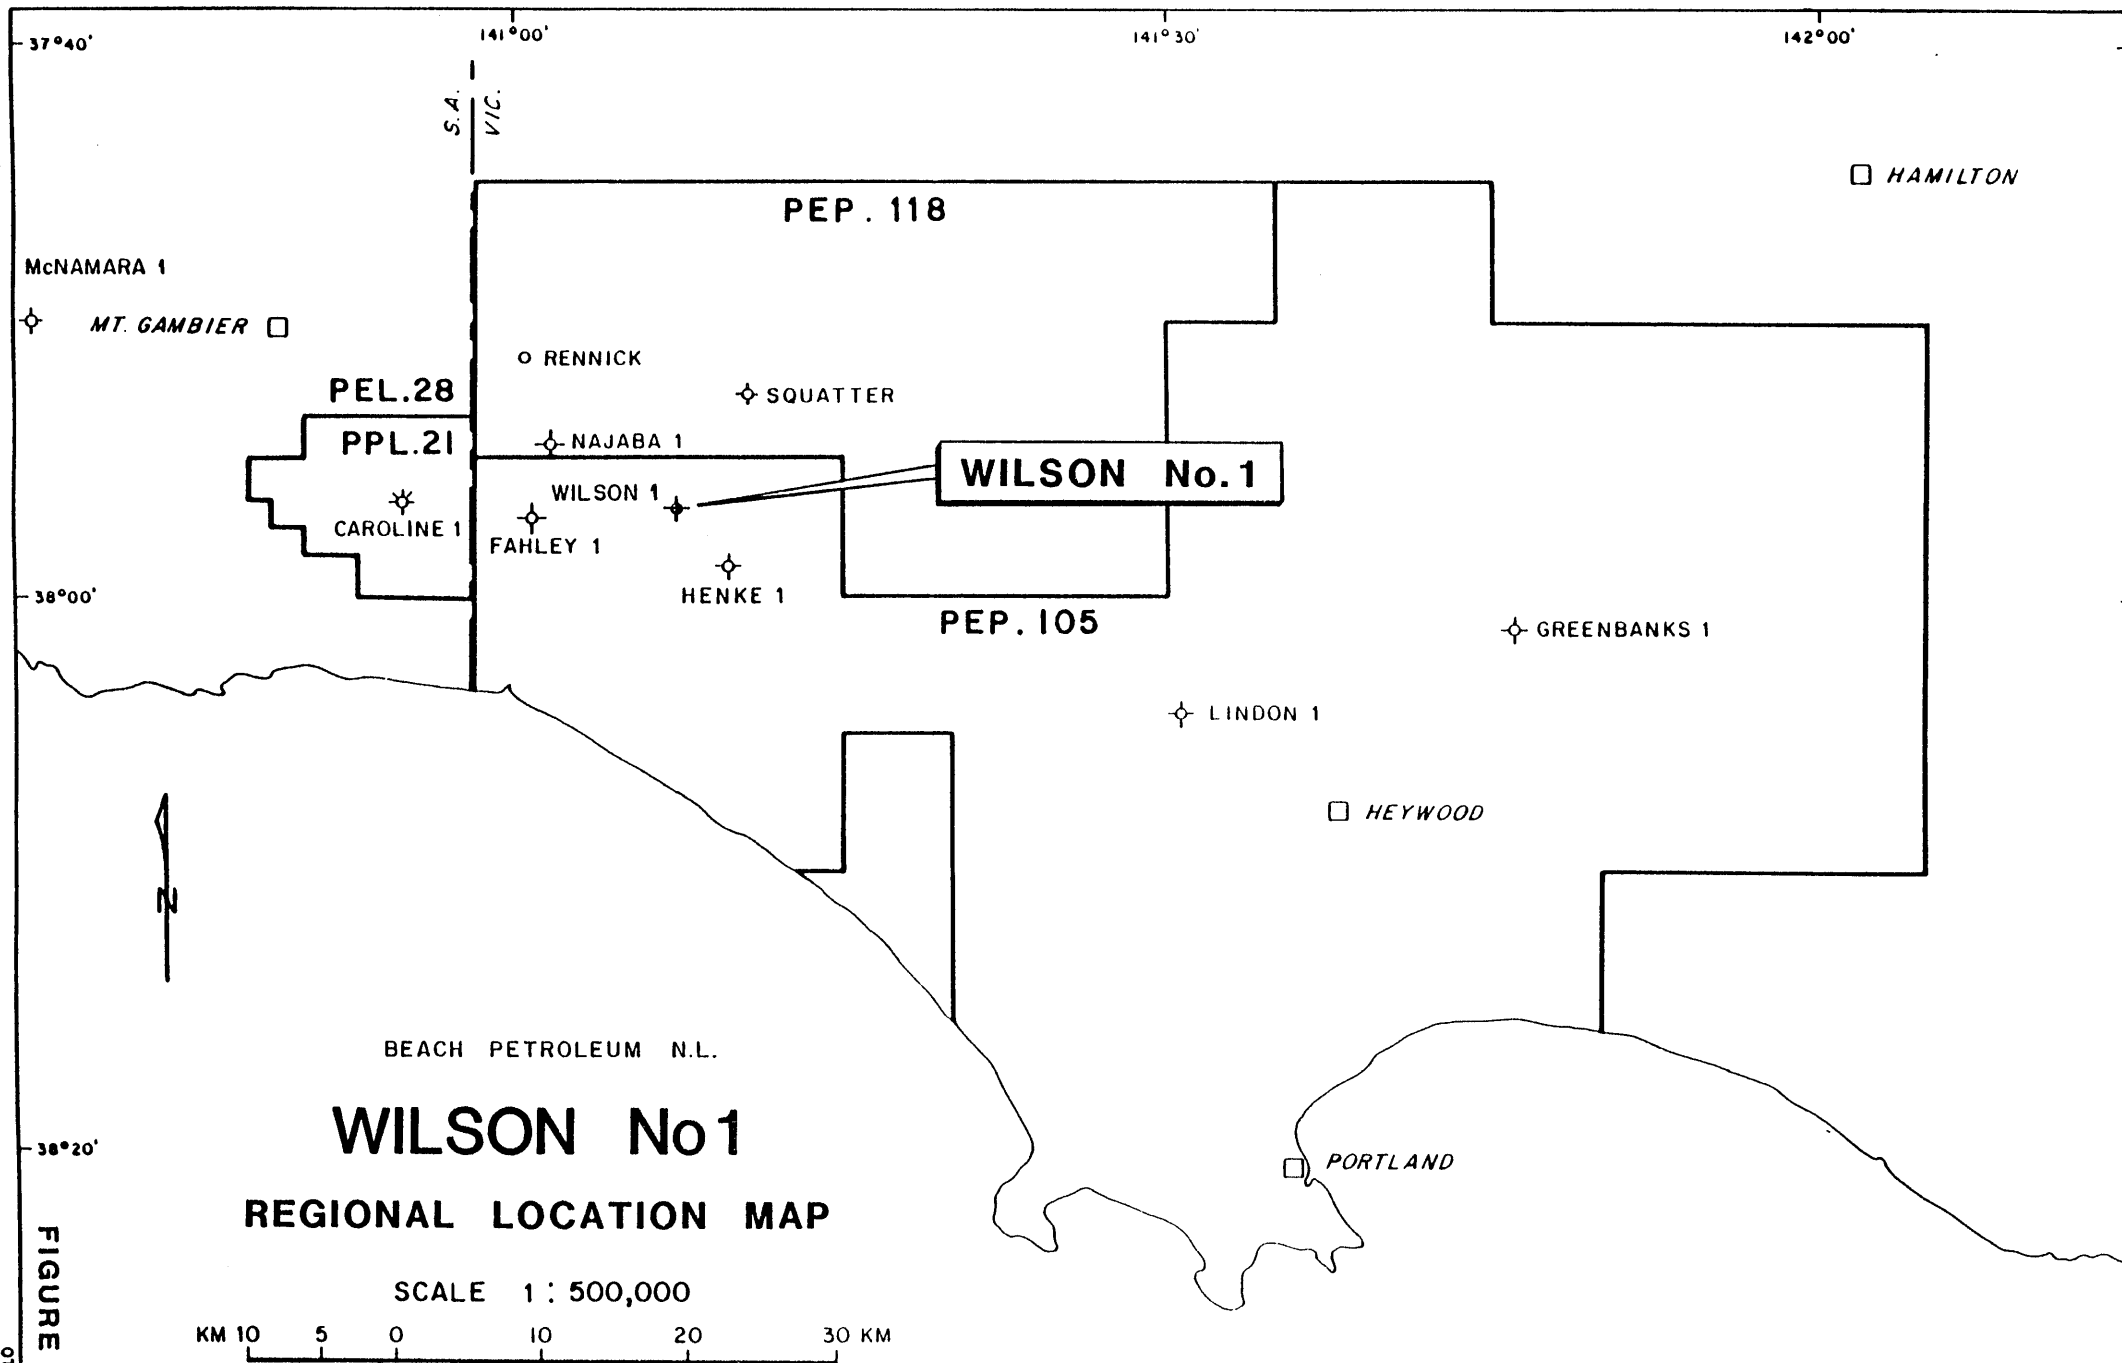 37°40'
141°00'
141°30'
142°00'
S.A.
VIC.
HAMILTON
PEP. 118
McNAMARA 1
MT. GAMBIER
RENNICK
PEL.28
SQUATTER
PPL.21
NAJABA 1
WILSON No.1
WILSON 1
CAROLINE 1
FAHLEY 1
HENKE 1
38°00'
PEP. 105
GREENBANKS 1
LINDON 1
HEYWOOD
N
BEACH PETROLEUM N.L.
WILSON No1
38°20'
PORTLAND
REGIONAL LOCATION MAP
FIGURE
SCALE 1 : 500,000
KM 10 5 0 10 20 30 KM